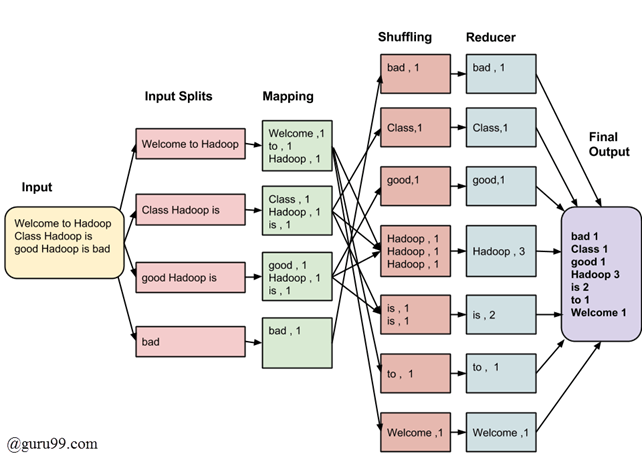 Shuffling
Reducer
Input Splits
Mapping
Final
Output
Input
Welcome to Hadoop
Class Hadoop is
good Hadoop is bad
Welcome to Hadoop
Class Hadoop is
good Hadoop is
bad
Welcome ,1
to , 1
Hadoop , 1
Class , 1
Hadoop , 1
is , 1
good , 1
Hadoop , 1
is , 1
bad , 1
bad , 1
Class,1
good,1
Hadoop , 1
Hadoop , 1
Hadoop , 1
is , 1
is , 1
to , 1
Welcome ,1
bad , 1
Class,1
good,1
Hadoop , 3
is , 2
to , 1
Welcome ,1
bad 1
Class 1
good 1
Hadoop 3
is 2
to 1
Welcome 1
@guru99.com